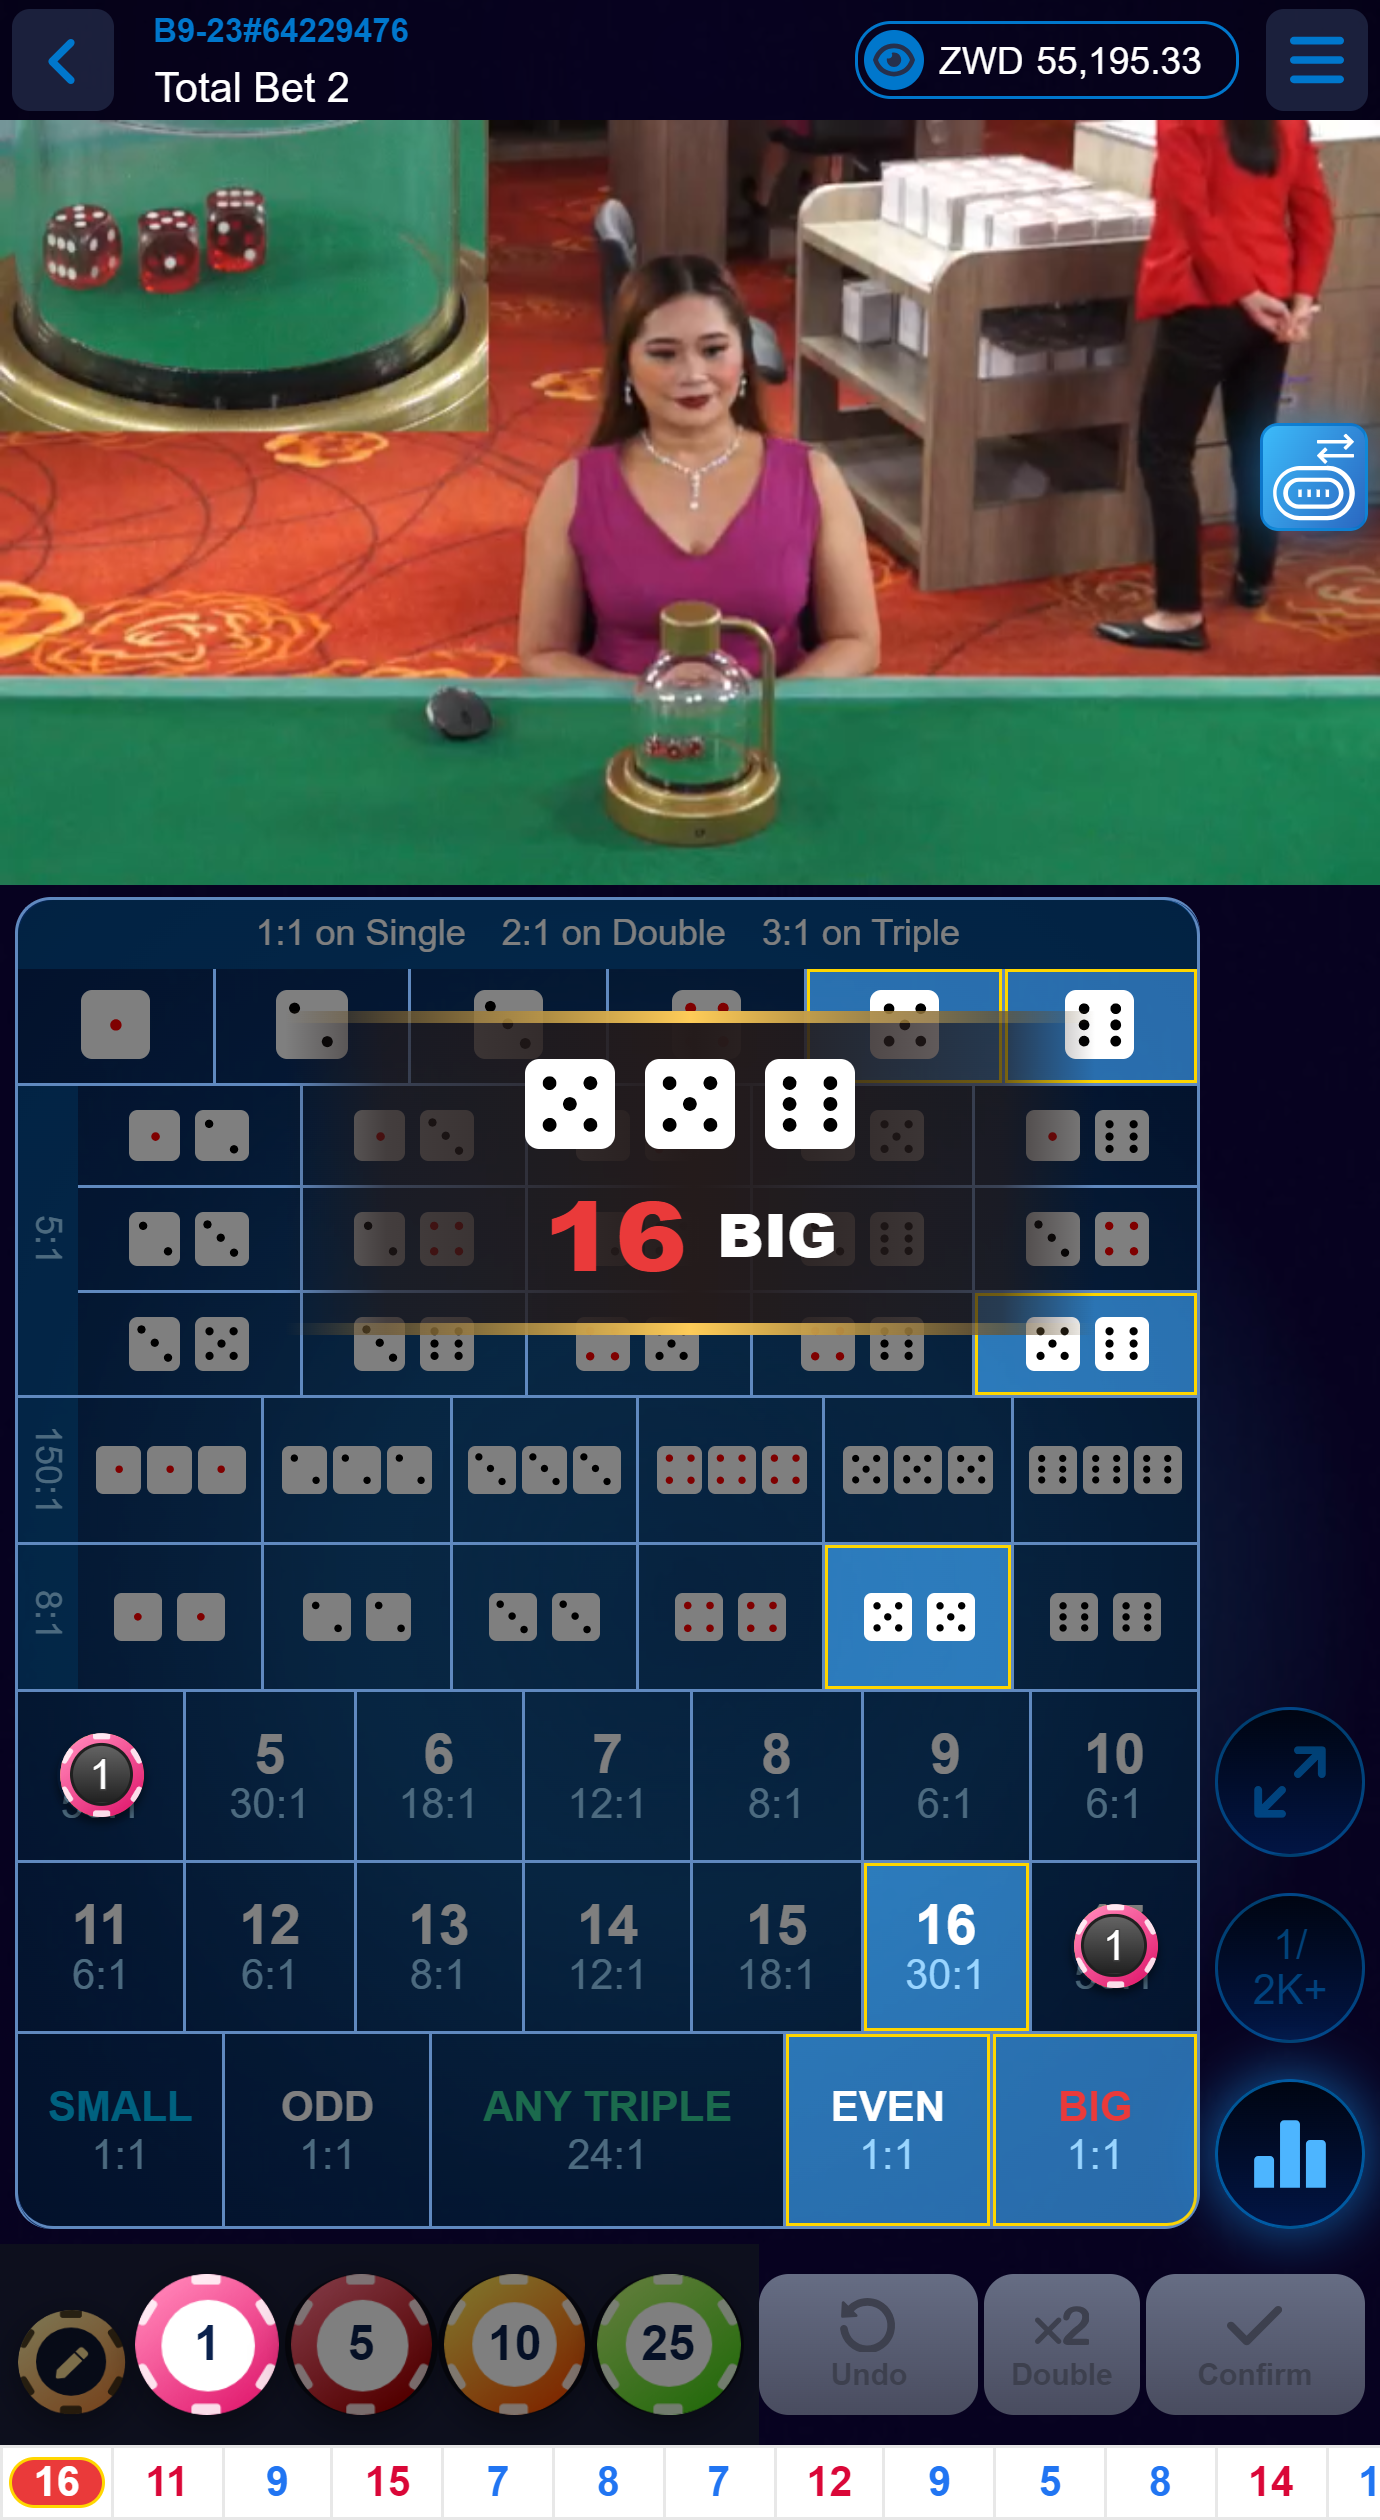 B9-23#64229476
Total Bet 2
ZWD 55,195.33
1:1 on Single 2:1 on Double 3:1 on Triple
16 BIG
5:1
150:1
8:1
1 5 6 7 8 9 10
30:1 18:1 12:1 8:1 6:1 6:1
11 12 13 14 15 16 1
6:1 6:1 8:1 12:1 18:1 30:1
SMALL ODD ANY TRIPLE EVEN BIG
1:1 1:1 24:1 1:1 1:1
1/
2K+
1 5 10 25
x2
Undo Double Confirm
16 11 9 15 7 8 7 12 9 5 8 14